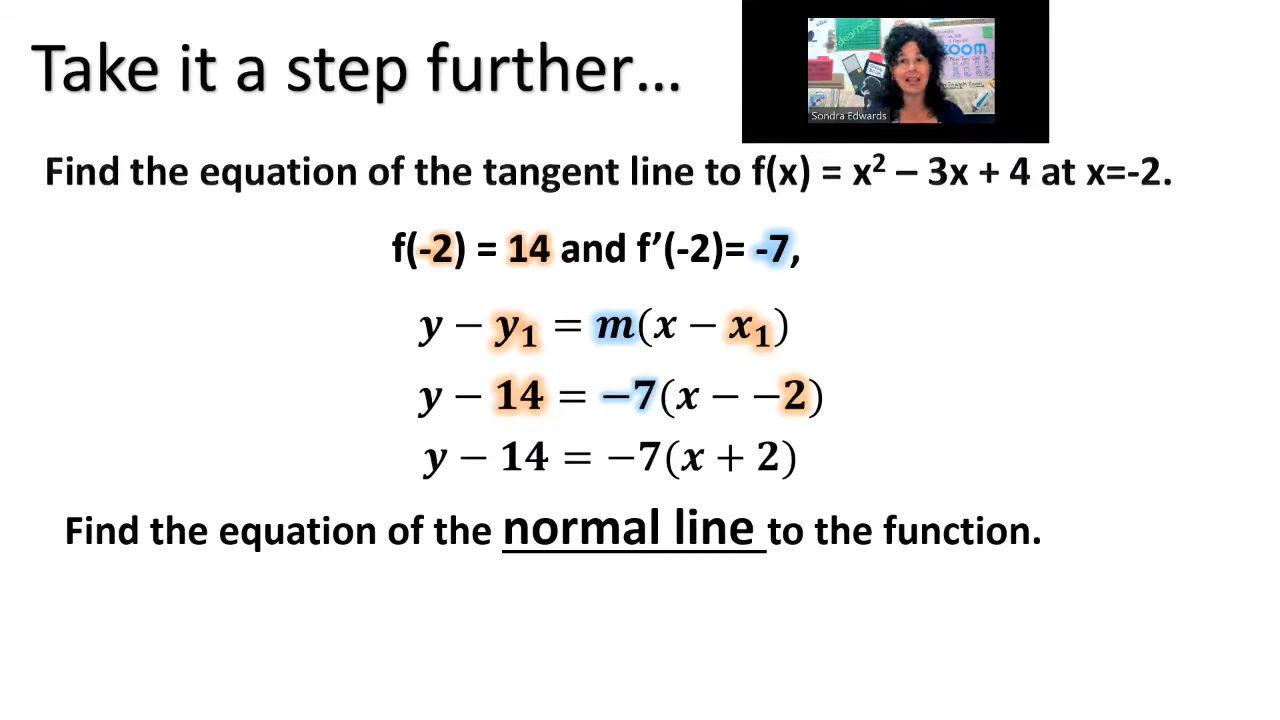 Take it a step further...
zoom
Sondra Edwards
Find the equation of the tangent line to f(x) = x² – 3x + 4 at x=-2.
f(-2) = 14 and f’(-2)= -7,
y − y₁ = m(x − x₁)
y − 14 = −7(x − −2)
y − 14 = −7(x + 2)
Find the equation of the normal line to the function.